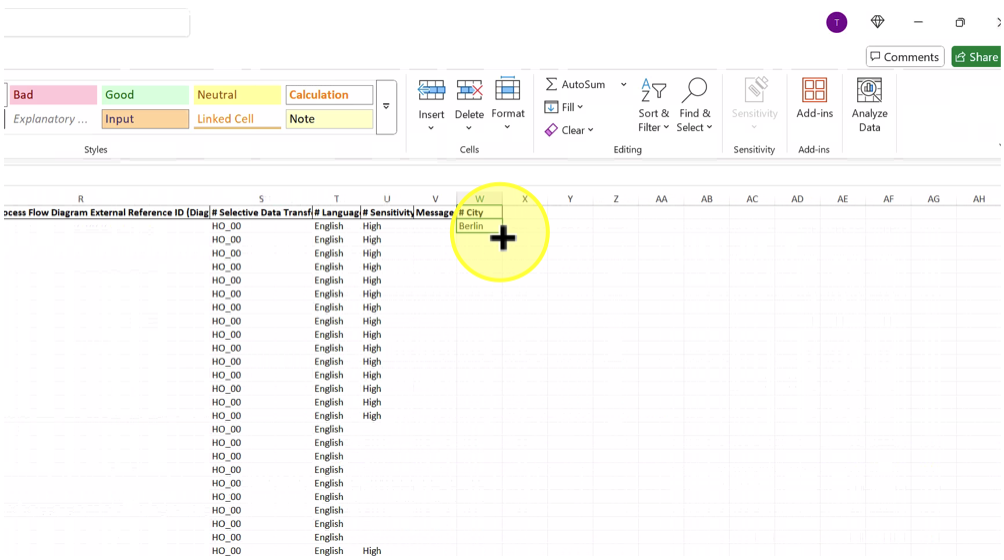 T
Comments
Share
Bad Good Neutral Calculation
Explanatory ... Input Linked Cell Note
Styles
Insert Delete Format
Cells
AutoSum
Fill
Clear
Sort & Filter
Find & Select
Editing
Sensitivity
Sensitivity
Add-ins
Add-ins
Analyze Data
R S T U V W X Y Z AA AB AC AD AE AF AG AH
ocess Flow Diagram External Reference ID (Diag # Selective Data Transf # Languag # Sensitivity Message # City
HO_00 English High Berlin
HO_00 English High
HO_00 English High
HO_00 English High
HO_00 English High
HO_00 English High
HO_00 English High
HO_00 English High
HO_00 English High
HO_00 English High
HO_00 English High
HO_00 English High
HO_00 English High
HO_00 English High
HO_00 English High
HO_00 English
HO_00 English
HO_00 English
HO_00 English
HO_00 English
HO_00 English
HO_00 English
HO_00 English
HO_00 English
HO_00 English High